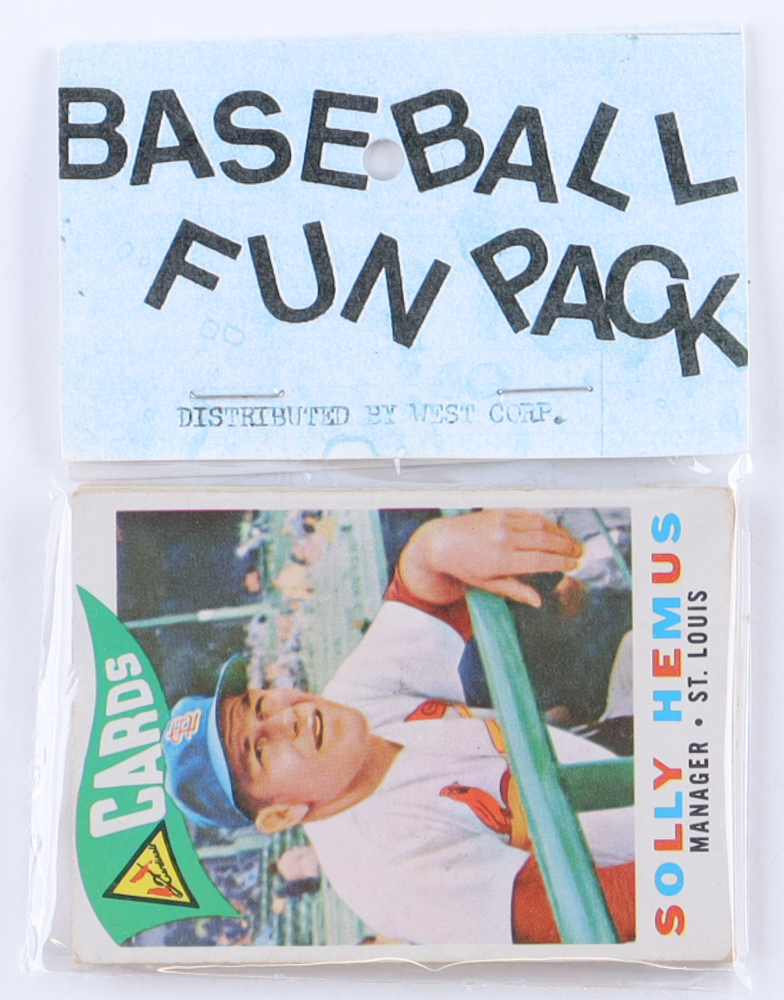 BASEBALL
FUN PACK
DISTRIBUTED BY WEST CORP.
CARDS
SOLLY HEMUS
MANAGER • ST. LOUIS